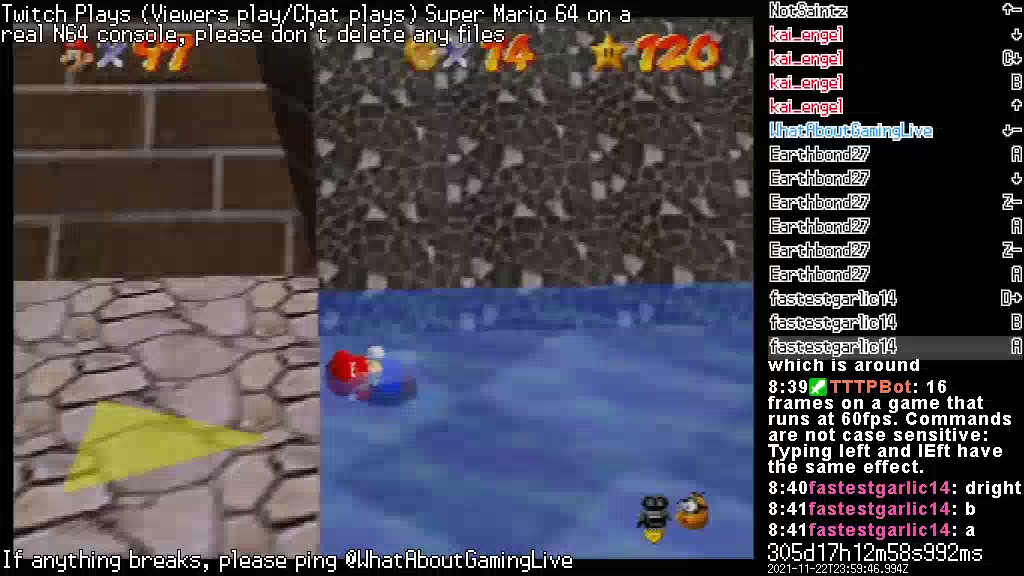 Twitch Plays (Viewers play/Chat plays) Super Mario 64 on a
real N64 console, please don't delete any files
97 74 120
If anything breaks, please ping @WhatAboutGamingLive
NotSaintz ↑-
kai_engel ↓
kai_engel C↓
kai_engel B
kai_engel ↑
WhatAboutGamingLive ↓-
Earthbond27 A
Earthbond27 ↓
Earthbond27 Z-
Earthbond27 A
Earthbond27 Z-
Earthbond27 A
fastestgarlic14 D→
fastestgarlic14 B
fastestgarlic14 A
which is around
8:39 TTTPBot: 16
frames on a game that
runs at 60fps. Commands
are not case sensitive:
Typing left and lEft have
the same effect.
8:40 fastestgarlic14: dright
8:41 fastestgarlic14: b
8:41 fastestgarlic14: a
305d17h12m58s992ms
2021-11-22T23:59:46.994Z